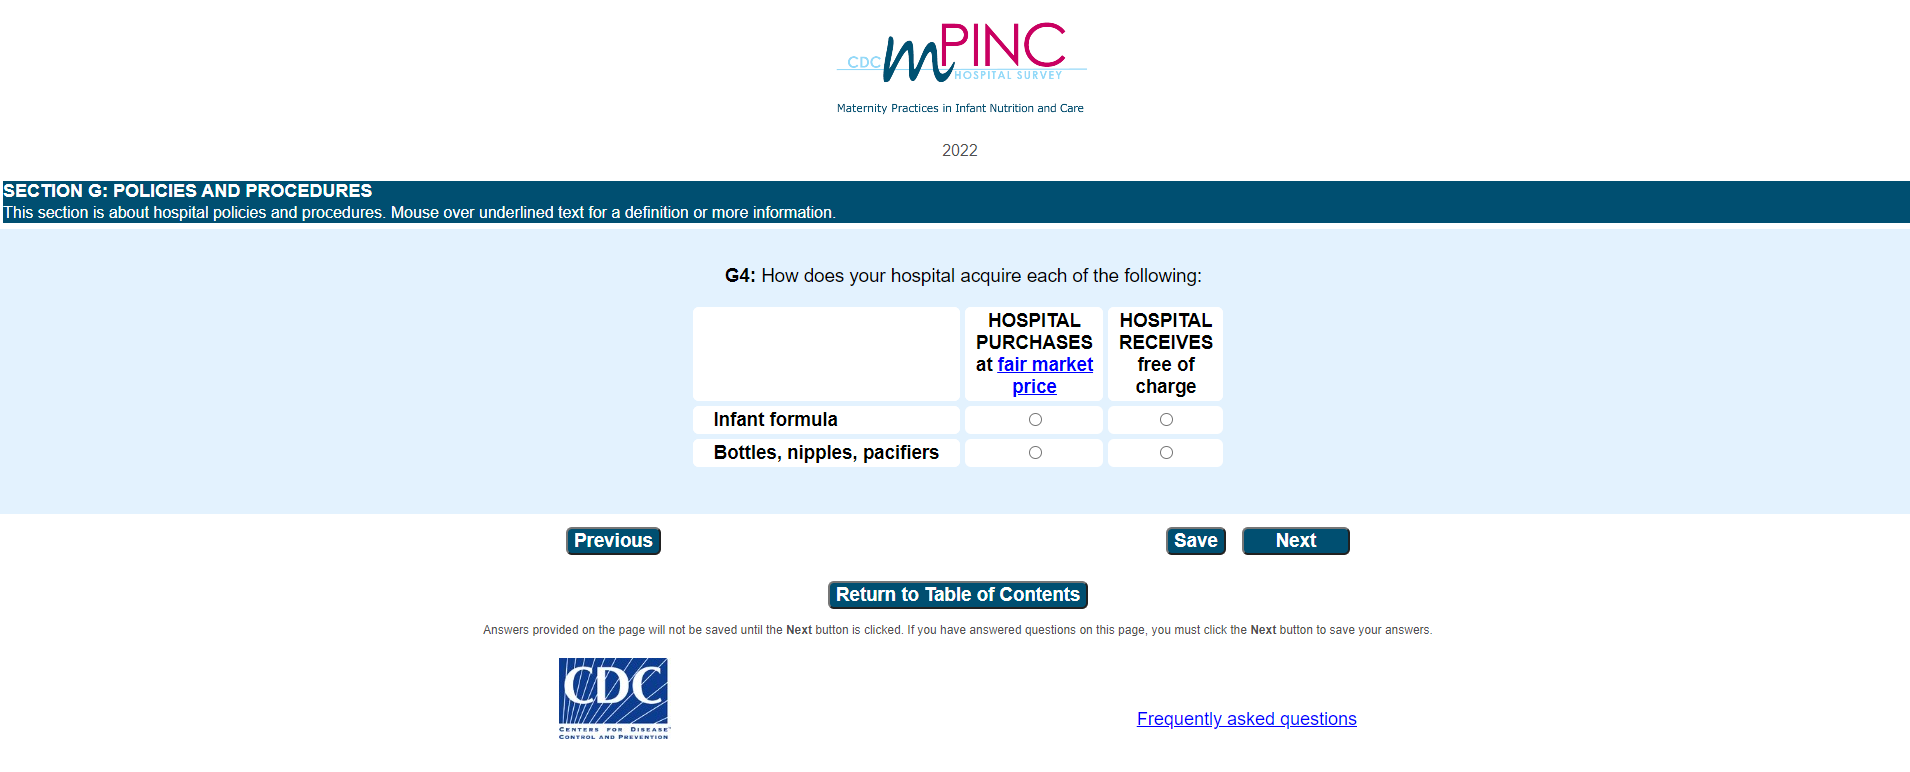 CDC mPINC
HOSPITAL SURVEY
Maternity Practices in Infant Nutrition and Care
2022
SECTION G: POLICIES AND PROCEDURES
This section is about hospital policies and procedures. Mouse over underlined text for a definition or more information.
G4: How does your hospital acquire each of the following:
HOSPITAL
PURCHASES
at fair market
price
HOSPITAL
RECEIVES
free of
charge
Infant formula
Bottles, nipples, pacifiers
Previous
Save
Next
Return to Table of Contents
Answers provided on the page will not be saved until the Next button is clicked. If you have answered questions on this page, you must click the Next button to save your answers.
CDC
CENTERS FOR DISEASE
CONTROL AND PREVENTION
Frequently asked questions